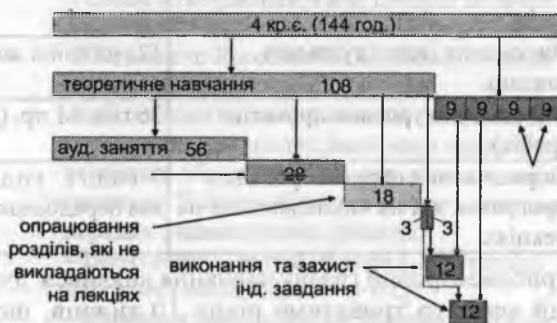 4 кр.є. (144 год.)
теоретичне навчання 108
9 9 9 9
ауд. заняття 56
28
18
3 3
опрацювання
розділів, які не
викладаються
на лекціях
виконання та захист
інд. завдання
12
12